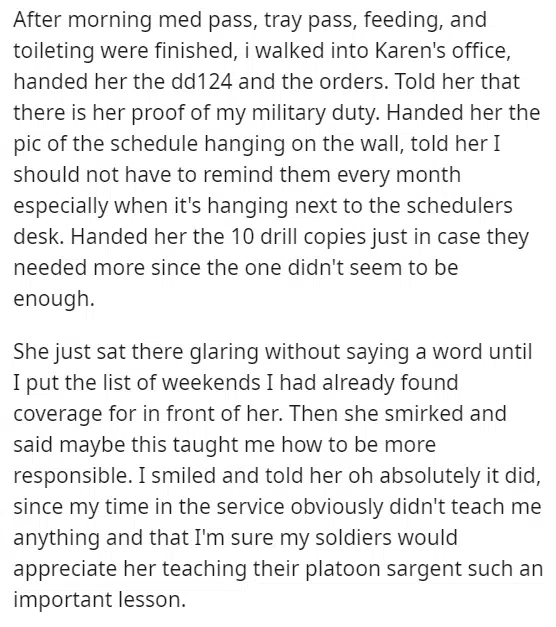 After morning med pass, tray pass, feeding, and
toileting were finished, i walked into Karen's office,
handed her the dd124 and the orders. Told her that
there is her proof of my military duty. Handed her the
pic of the schedule hanging on the wall, told her I
should not have to remind them every month
especially when it's hanging next to the schedulers
desk. Handed her the 10 drill copies just in case they
needed more since the one didn't seem to be
enough.
She just sat there glaring without saying a word until
I put the list of weekends I had already found
coverage for in front of her. Then she smirked and
said maybe this taught me how to be more
responsible. I smiled and told her oh absolutely it did,
since my time in the service obviously didn't teach me
anything and that I'm sure my soldiers would
appreciate her teaching their platoon sargent such an
important lesson.